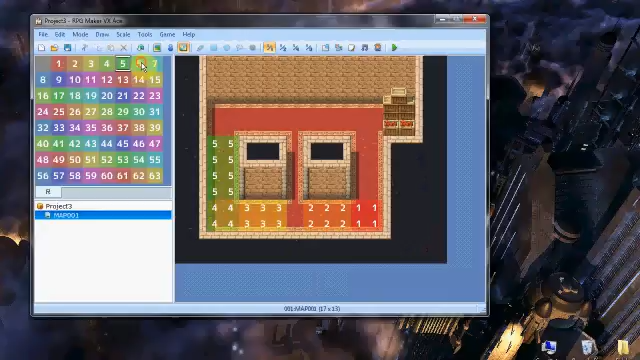 Project3 - RPG Maker VX Ace
File Edit Mode Draw Scale Tools Game Help
1 2 3 4 5 7
8 9 10 11 12 13 14 15
16 17 18 19 20 21 22 23
24 25 26 27 28 29 30 31
32 33 34 35 36 37 38 39
40 41 42 43 44 45 46 47
48 49 50 51 52 53 54 55
56 57 58 59 60 61 62 63
R
Project3
MAP001
5 5
5 5
5 5
5 5
4 4 3 3 3 2 2 2 1 1
4 4 3 3 3 2 2 2 1 1
001:MAP001 (17 x 13)